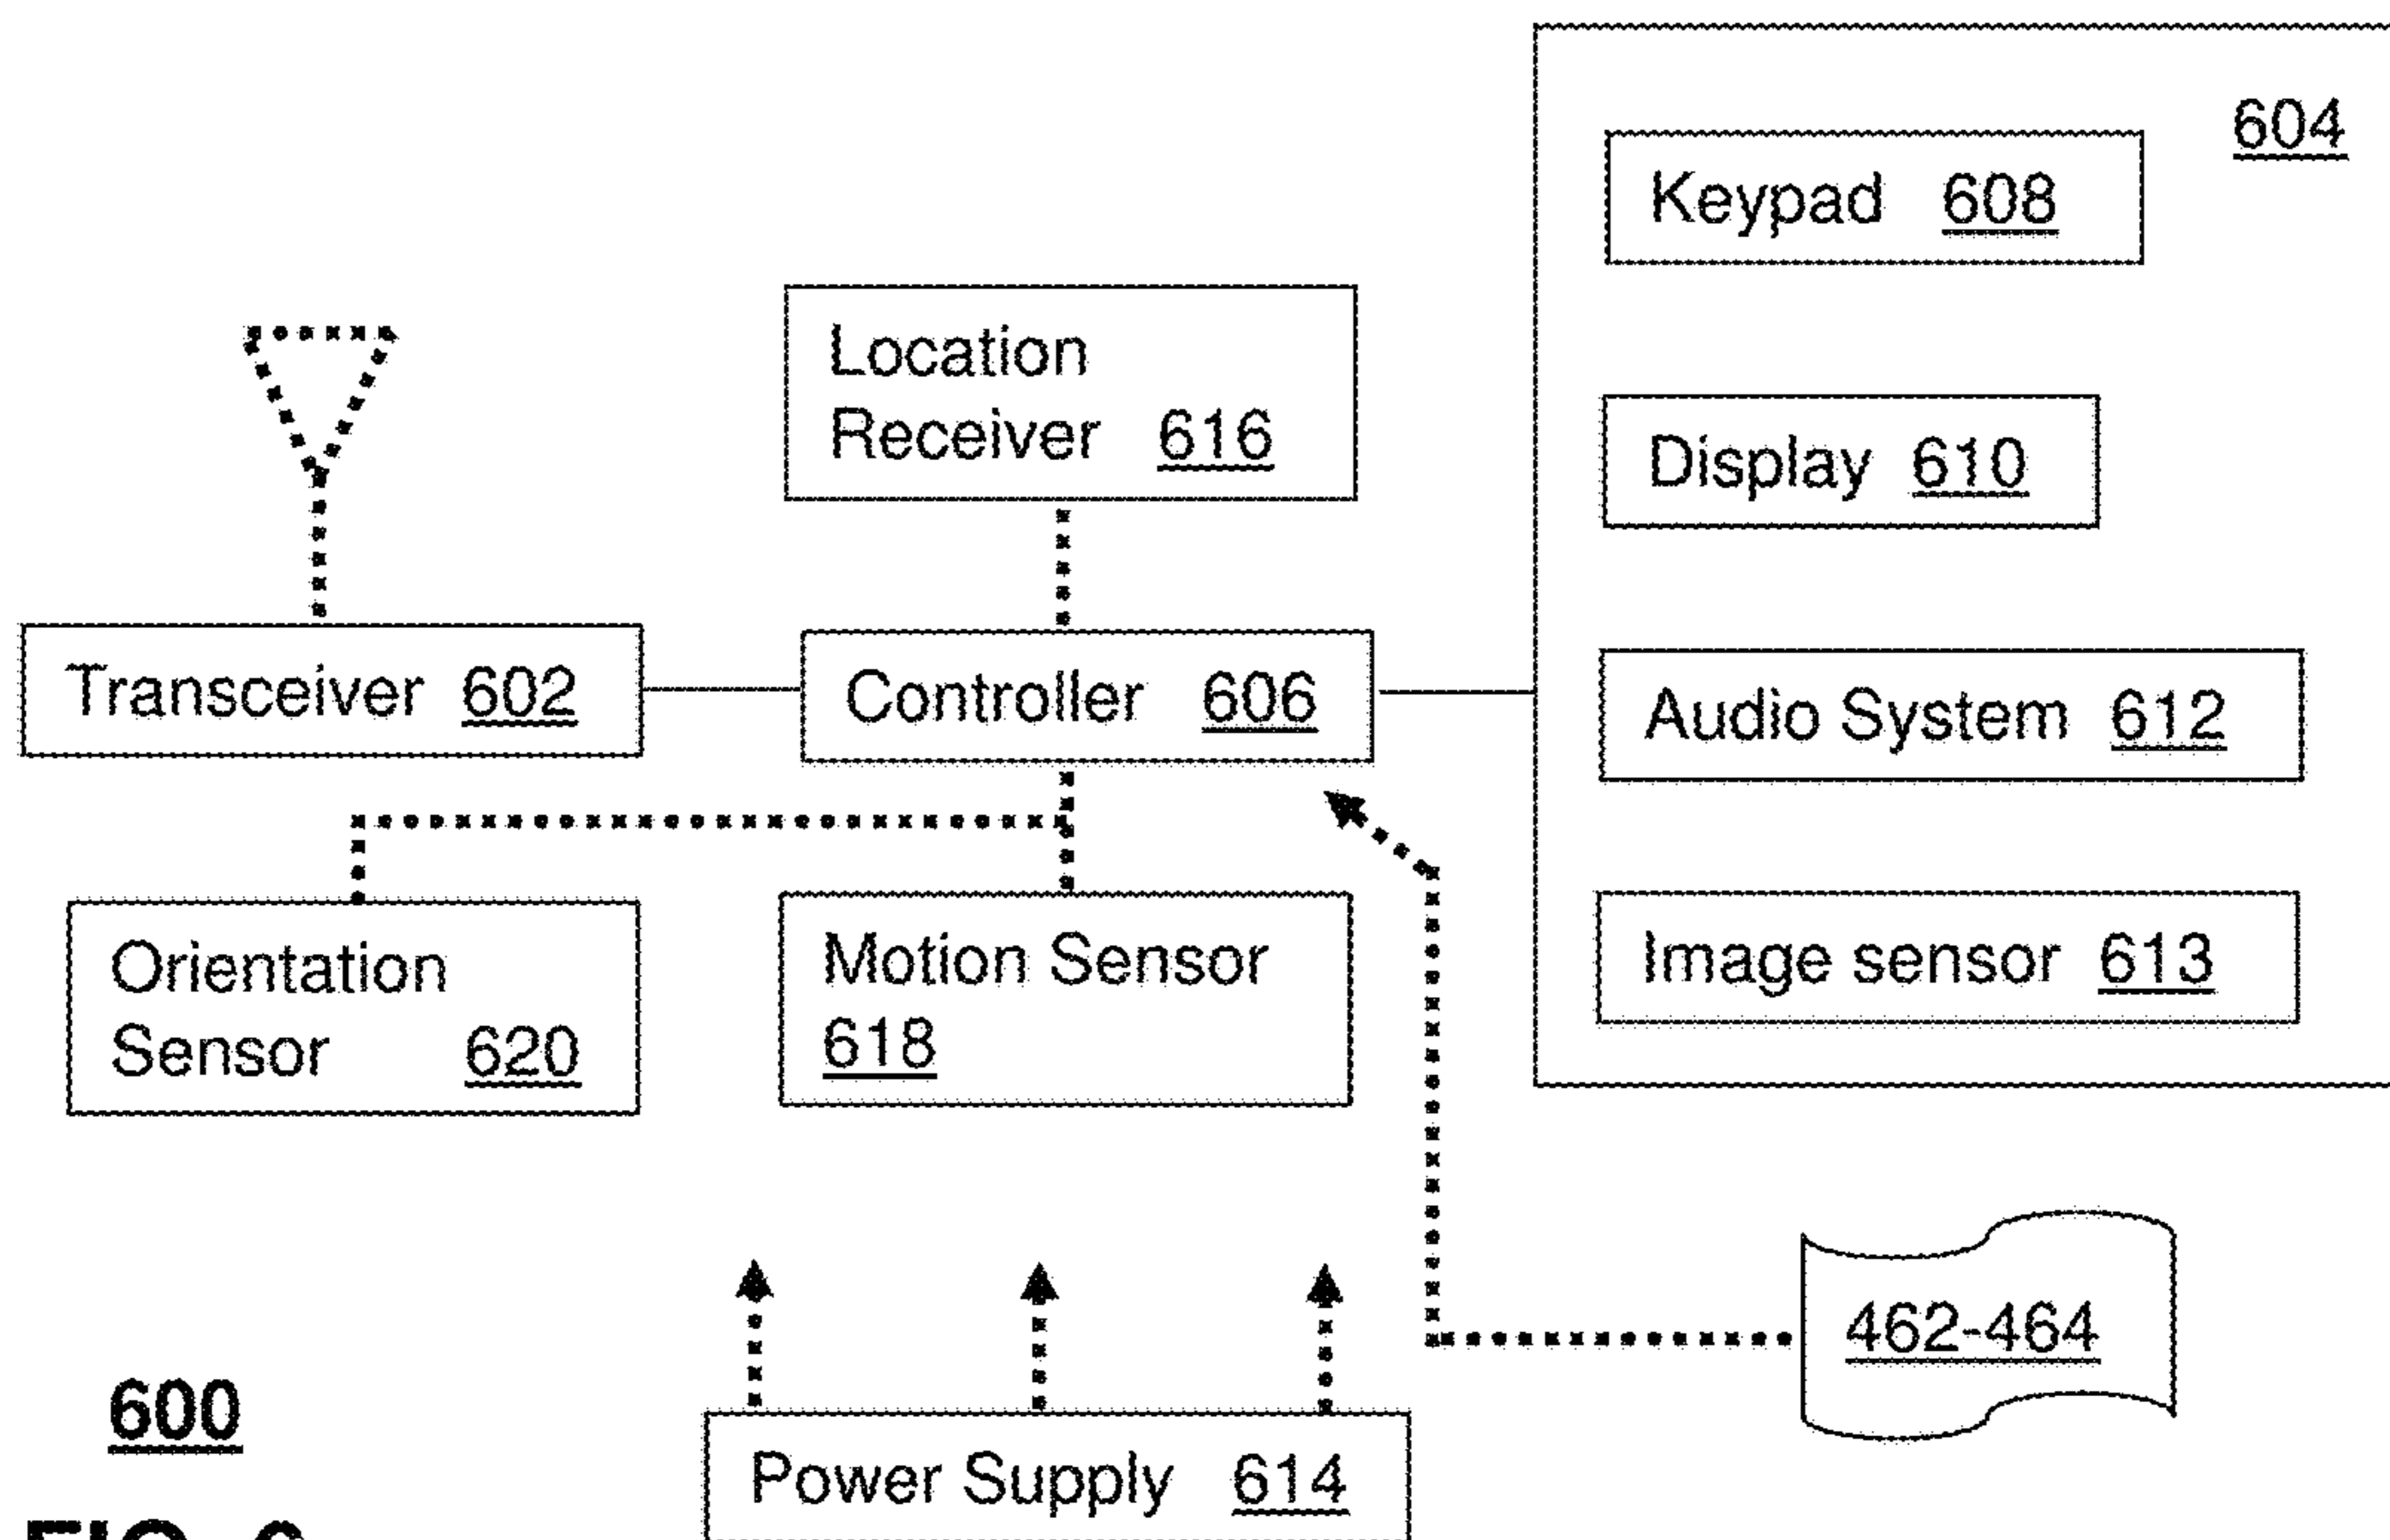 604
Keypad 608
Location
Receiver 616
Display 610
Transceiver 602
Controller 606
Audio System 612
Orientation
Sensor 620
Motion Sensor
618
Image sensor 613
462-464
600
Power Supply 614